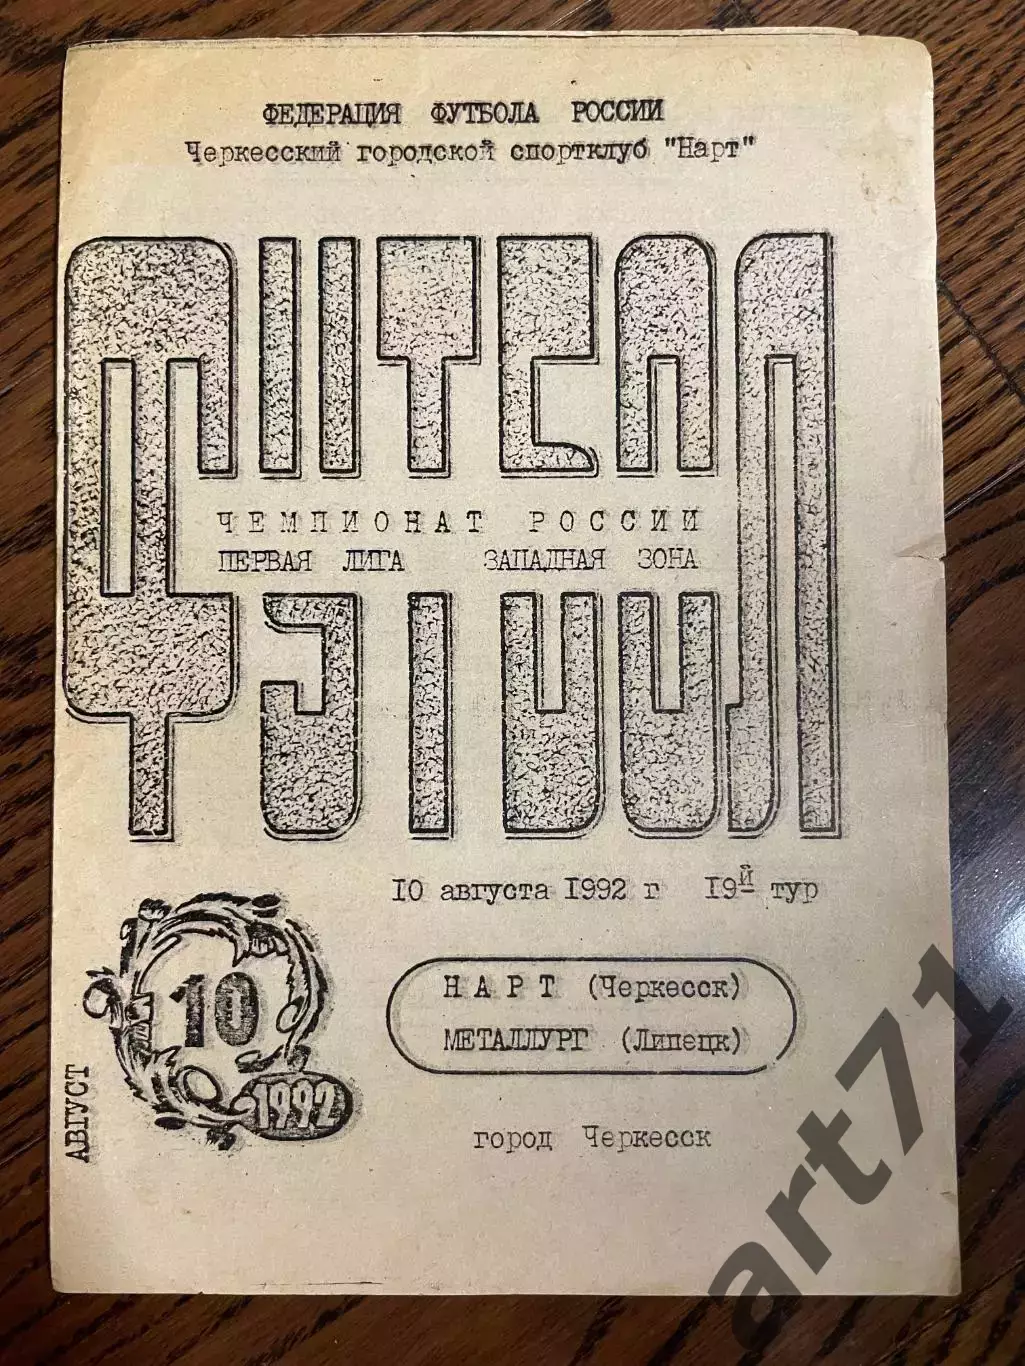 ФЕДЕРАЦИЯ ФУТБОЛА РОССИИ
Черкесский городской спортклуб "Нарт"
ЧЕМПИОНАТ РОССИИ
ПЕРВАЯ ЛИГА ЗАПАДНАЯ ЗОНА
10 августа 1992 г 19й тур
НАРТ (Черкесск)
МЕТАЛЛУРГ (Липецк)
город Черкесск
АВГУСТ
10
1992
art71